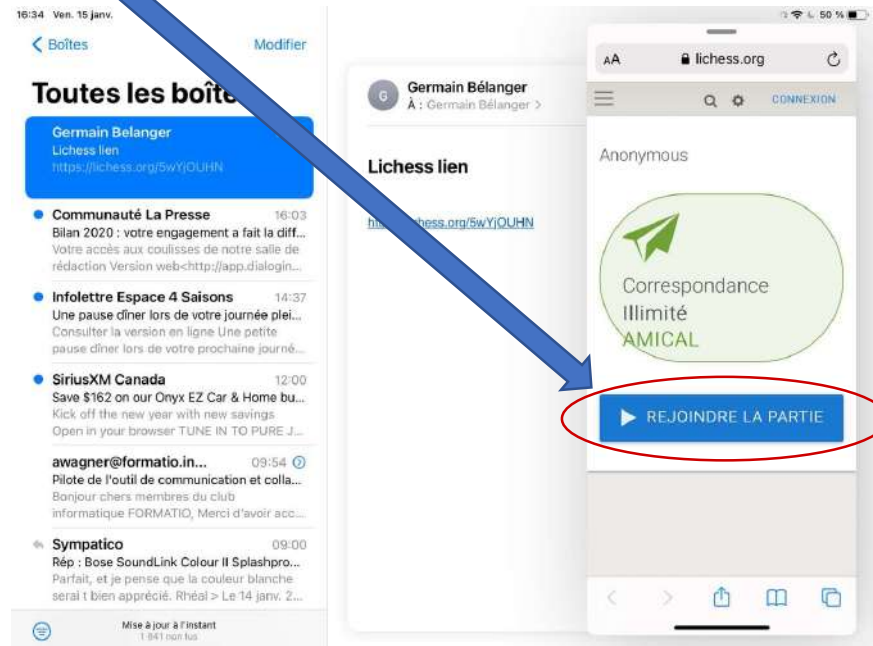 16:34 Ven. 15 janv.
50 %
Boîtes
Modifier
Toutes les boîte
Germain Belanger
Lichess lien
https://lichess.org/5wYjOUHN
Communauté La Presse 16:03
Bilan 2020 : votre engagement a fait la diff...
Votre accès aux coulisses de notre salle de
rédaction Version web<http://app.dialogin...
Infolettre Espace 4 Saisons 14:37
Une pause dîner lors de votre journée plei...
Consulter la version en ligne Une petite
pause dîner lors de votre prochaine journé...
SiriusXM Canada 12:00
Save $162 on our Onyx EZ Car & Home bu...
Kick off the new year with new savings
Open in your browser TUNE IN TO PURE J...
awagner@formatio.in... 09:54
Pilote de l'outil de communication et colla...
Bonjour chers membres du club
informatique FORMATIO, Merci d'avoir acc...
Sympatico 09:00
Rép : Bose SoundLink Colour II Splashpro...
Parfait, et je pense que la couleur blanche
serai t bien apprécié. Rhéal > Le 14 janv. 2...
Mise à jour à l'instant
1 841 non lus
G
Germain Bélanger
À : Germain Bélanger >
Lichess lien
ht chess.org/5wYjOUHN
AA lichess.org
CONNEXION
Anonymous
Correspondance
Illimité
AMICAL
REJOINDRE LA PARTIE